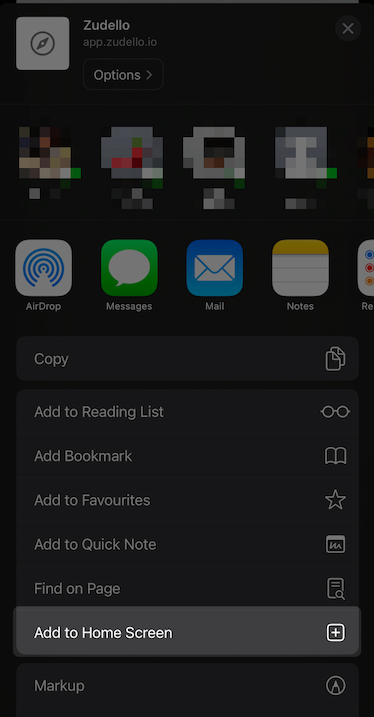 Zudello
app.zudello.io
Options
AirDrop
Messages
Mail
Notes
Re
Copy
Add to Reading List
Add Bookmark
Add to Favourites
Add to Quick Note
Find on Page
Add to Home Screen
Markup